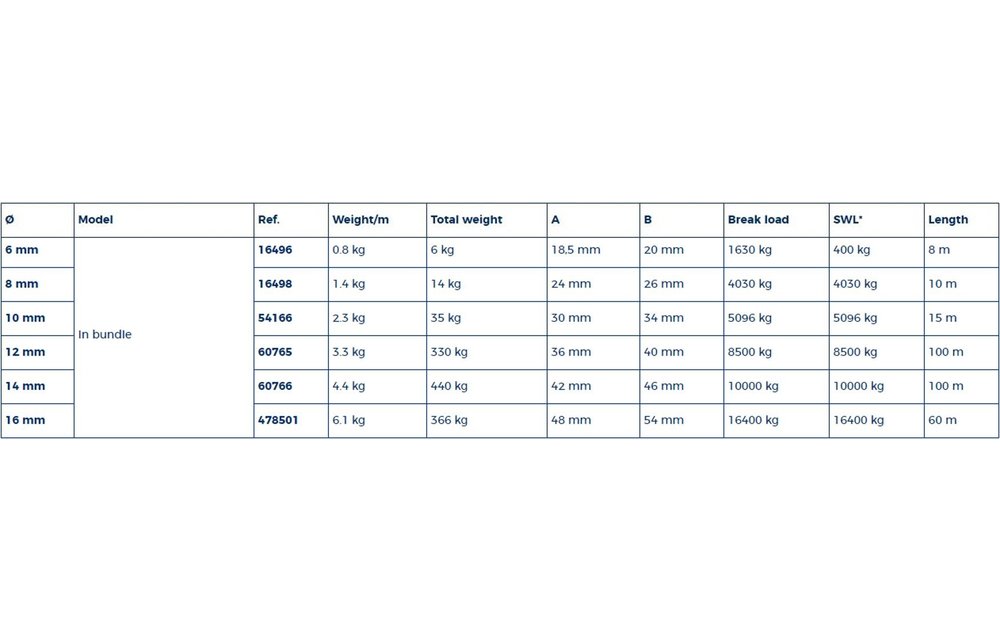 Ø Model Ref. Weight/m Total weight A B Break load SWL* Length
6 mm 16496 0.8 kg 6 kg 18,5 mm 20 mm 1630 kg 400 kg 8 m
8 mm 16498 1.4 kg 14 kg 24 mm 26 mm 4030 kg 4030 kg 10 m
10 mm 54166 2.3 kg 35 kg 30 mm 34 mm 5096 kg 5096 kg 15 m
In bundle
12 mm 60765 3.3 kg 330 kg 36 mm 40 mm 8500 kg 8500 kg 100 m
14 mm 60766 4.4 kg 440 kg 42 mm 46 mm 10000 kg 10000 kg 100 m
16 mm 478501 6.1 kg 366 kg 48 mm 54 mm 16400 kg 16400 kg 60 m